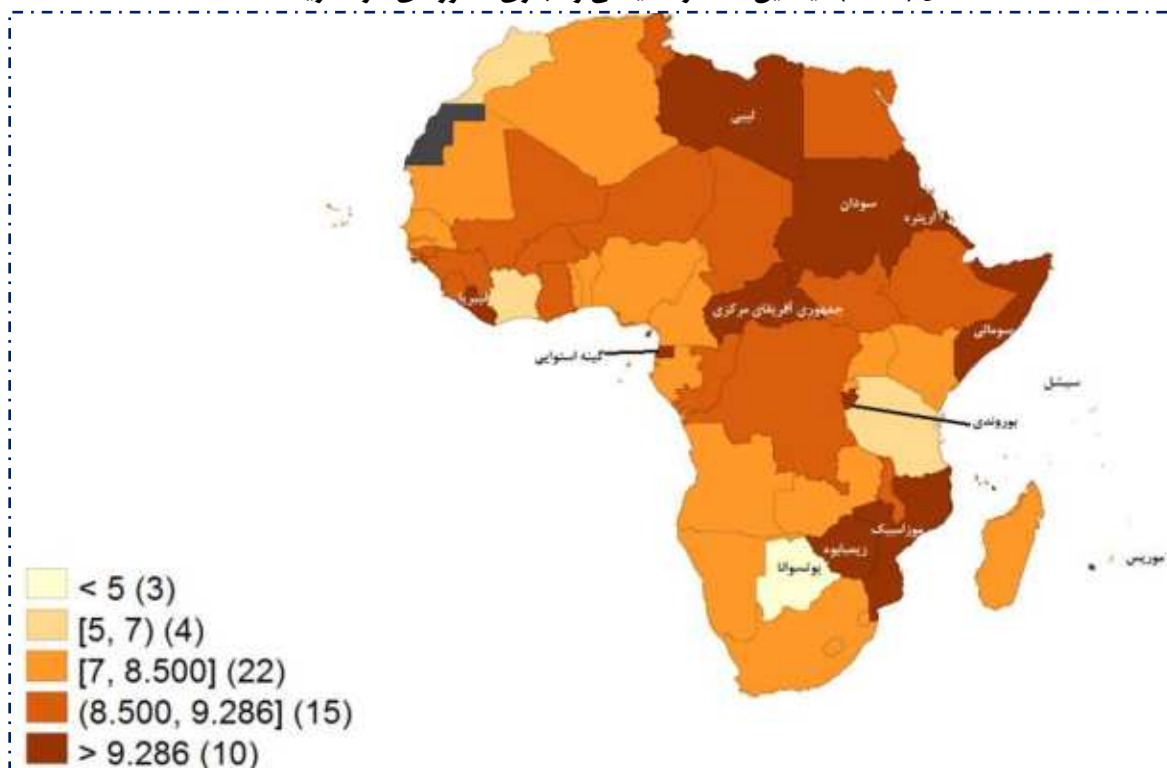 لیبی
سودان
اریتره
لیبریا
جمهوری آفریقای مرکزی
سومالی
گینه استوایی
سیشل
بوروندی
موزامبیک
زیمبابوه
بوتسوانا
موریس
< 5 (3)
[5, 7) (4)
[7, 8.500] (22)
(8.500, 9.286] (15)
> 9.286 (10)